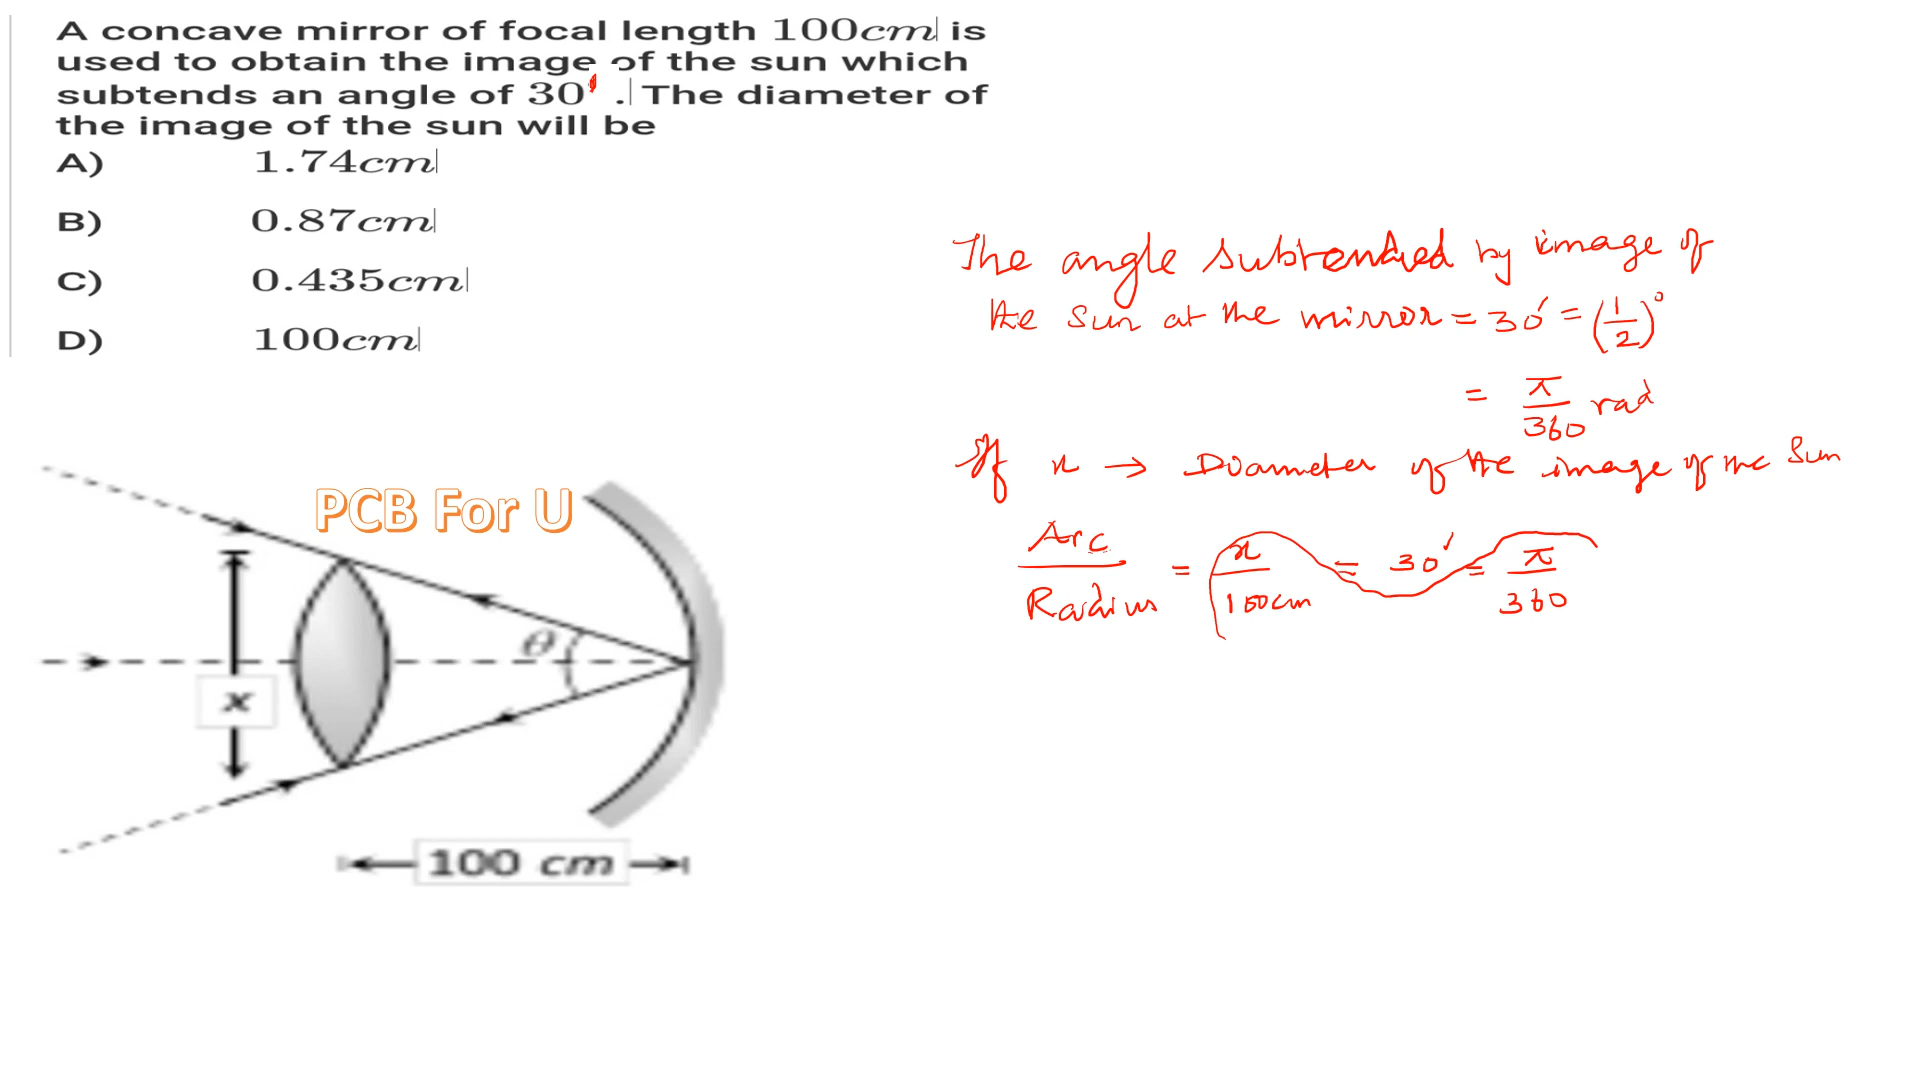 A concave mirror of focal length 100cm is
used to obtain the image of the sun which
subtends an angle of 30' . The diameter of
the image of the sun will be
A) 1.74cm
B) 0.87cm
C) 0.435cm
D) 100cm
The angle subtended by image of
the Sun at the mirror = 30' = (1/2)°
= π/360 rad
If x → Diameter of the image of the Sun
Arc/Radius = x/100cm = 30' = π/360
PCB For U
θ
x
100 cm